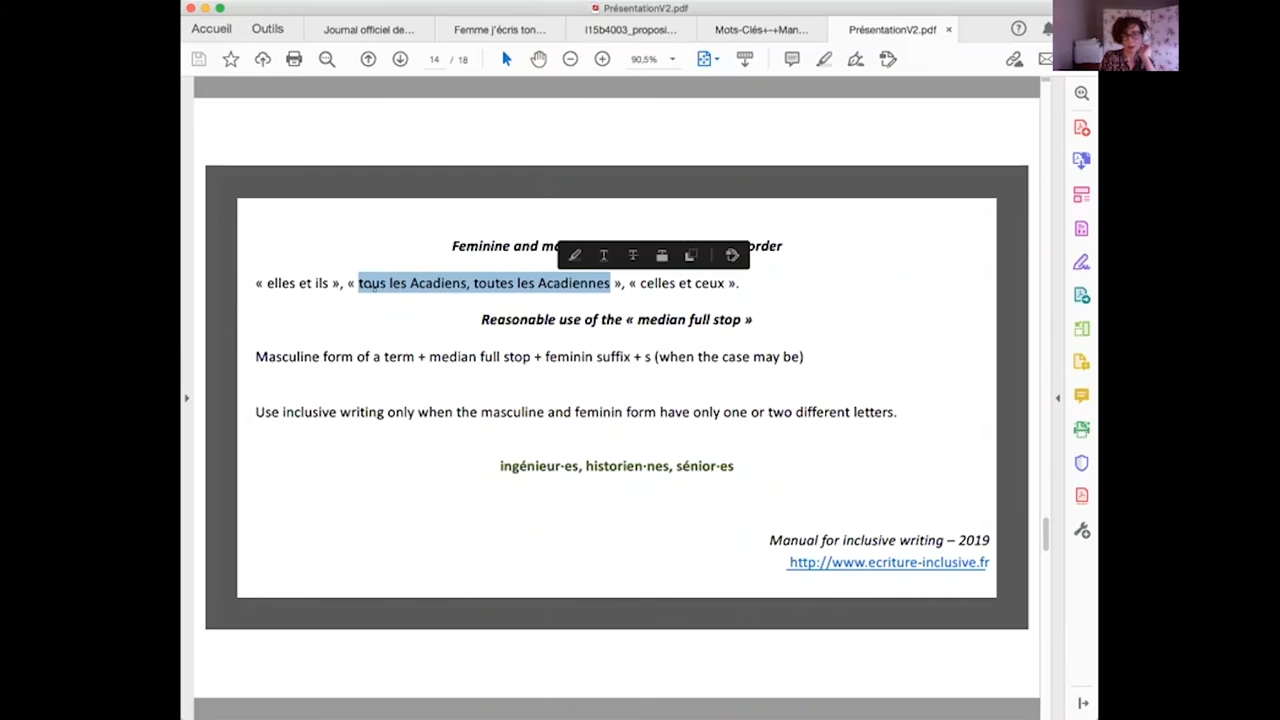 PrésentationV2.pdf
Accueil Outils Journal officiel de... Femme j'écris ton... l15b4003_proposi... Mots-Clés+-+Man... PrésentationV2.pdf ×
14 / 18 90,5%
Feminine and order
« elles et ils », « tous les Acadiens, toutes les Acadiennes », « celles et ceux ».
Reasonable use of the « median full stop »
Masculine form of a term + median full stop + feminin suffix + s (when the case may be)
Use inclusive writing only when the masculine and feminin form have only one or two different letters.
ingénieur·es, historien·nes, sénior·es
Manual for inclusive writing – 2019
http://www.ecriture-inclusive.fr